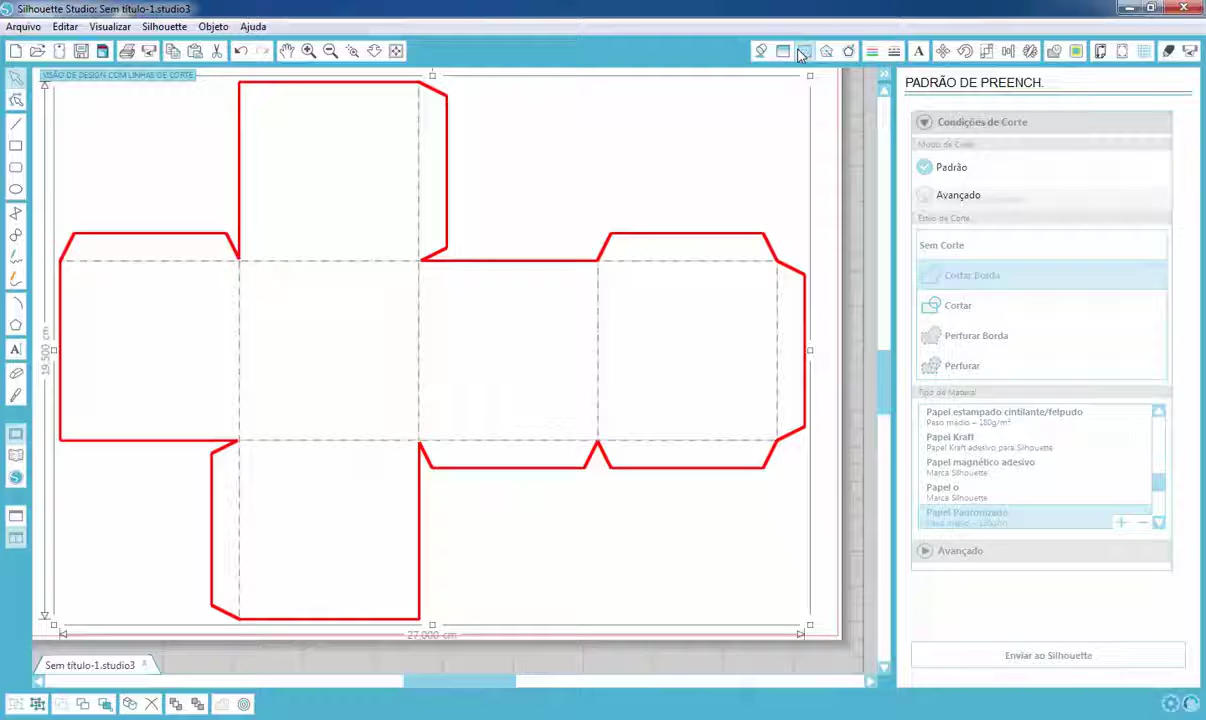 Silhouette Studio: Sem título-1.studio3
Arquivo Editar Visualizar Silhouette Objeto Ajuda
VISÃO DE DESIGN COM LINHAS DE CORTE
PADRÃO DE PREENCH.
Condições de Corte
Modo de Corte
Padrão
Avançado
Estilo de Corte
Sem Corte
Cortar Borda
Cortar
Perfurar Borda
Perfurar
Tipo de Material
Papel estampado cintilante/felpudo
Peso médio – 180g/m²
Papel Kraft
Papel Kraft adesivo para Silhouette
Papel magnético adesivo
Marca Silhouette
Papel o
Marca Silhouette
Papel Padronizado
Avançado
Enviar ao Silhouette
19,500 cm
27,000 cm
Sem título-1.studio3